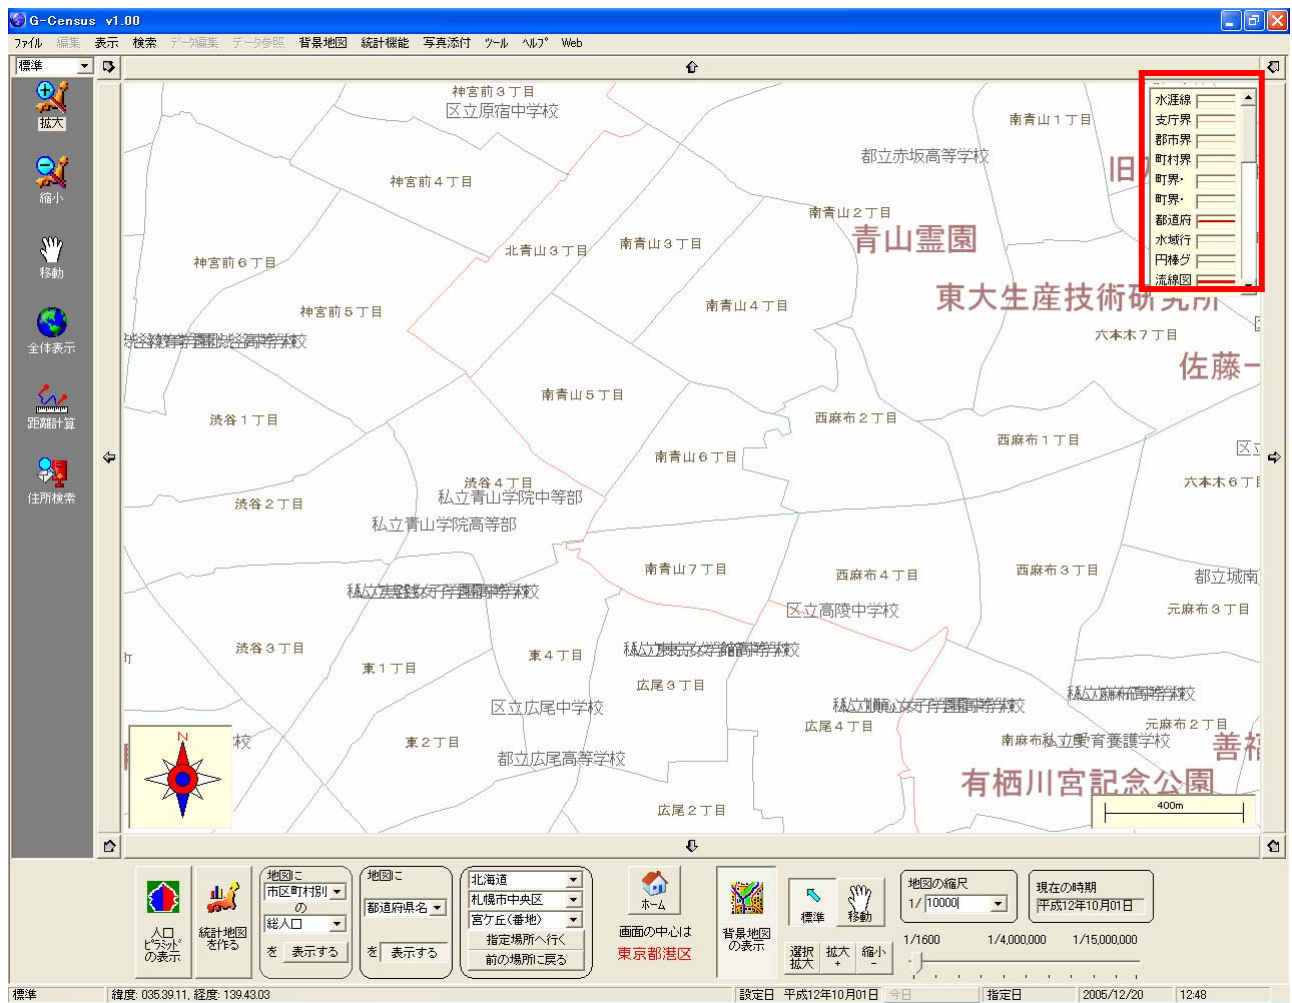 G-Census v1.00
ファイル 編集 表示 検索 データ編集 データ参照 背景地図 統計機能 写真添付 ツール ヘルプ Web
標準
拡大
縮小
移動
全体表示
距離計算
住所検索
神宮前3丁目
区立原宿中学校
南青山1丁目
都立赤坂高等学校
神宮前4丁目
南青山2丁目
青山霊園
北青山3丁目
南青山3丁目
神宮前6丁目
神宮前5丁目
南青山4丁目
東大生産技術研究所
六本木7丁目
佐藤一
南青山5丁目
渋谷1丁目
西麻布2丁目
西麻布1丁目
南青山6丁目
渋谷4丁目
私立青山学院中等部
渋谷2丁目
六本木6丁
私立青山学院高等部
南青山7丁目
西麻布4丁目
西麻布3丁目
都立城南
区立高陵中学校
元麻布3丁目
渋谷3丁目
東1丁目
東4丁目
広尾3丁目
区立広尾中学校
広尾4丁目
元麻布2丁目
東2丁目
南麻布
私立愛育養護学校
善福
都立広尾高等学校
有栖川宮記念公園
広尾2丁目
旧
水涯線
支庁界
郡市界
町村界
町界・
町界・
都道府
水域行
円棒グ
流線図
N
400m
人口
ピラミッド
の表示
統計地図
を作る
地図に
市区町村別
の
総人口
を 表示する
地図に
都道府県名
を 表示する
北海道
札幌市中央区
宮ケ丘(番地)
指定場所へ行く
前の場所に戻る
ホーム
画面の中心は
東京都港区
背景地図
の表示
標準
移動
選択
拡大
拡大
+
縮小
-
地図の縮尺
1/ 10000
現在の時期
平成12年10月01日
1/1600 1/4,000,000 1/15,000,000
標準 緯度: 035.39.11, 経度: 139.43.03 設定日 平成12年10月01日 今日 指定日 2005/12/20 12:48